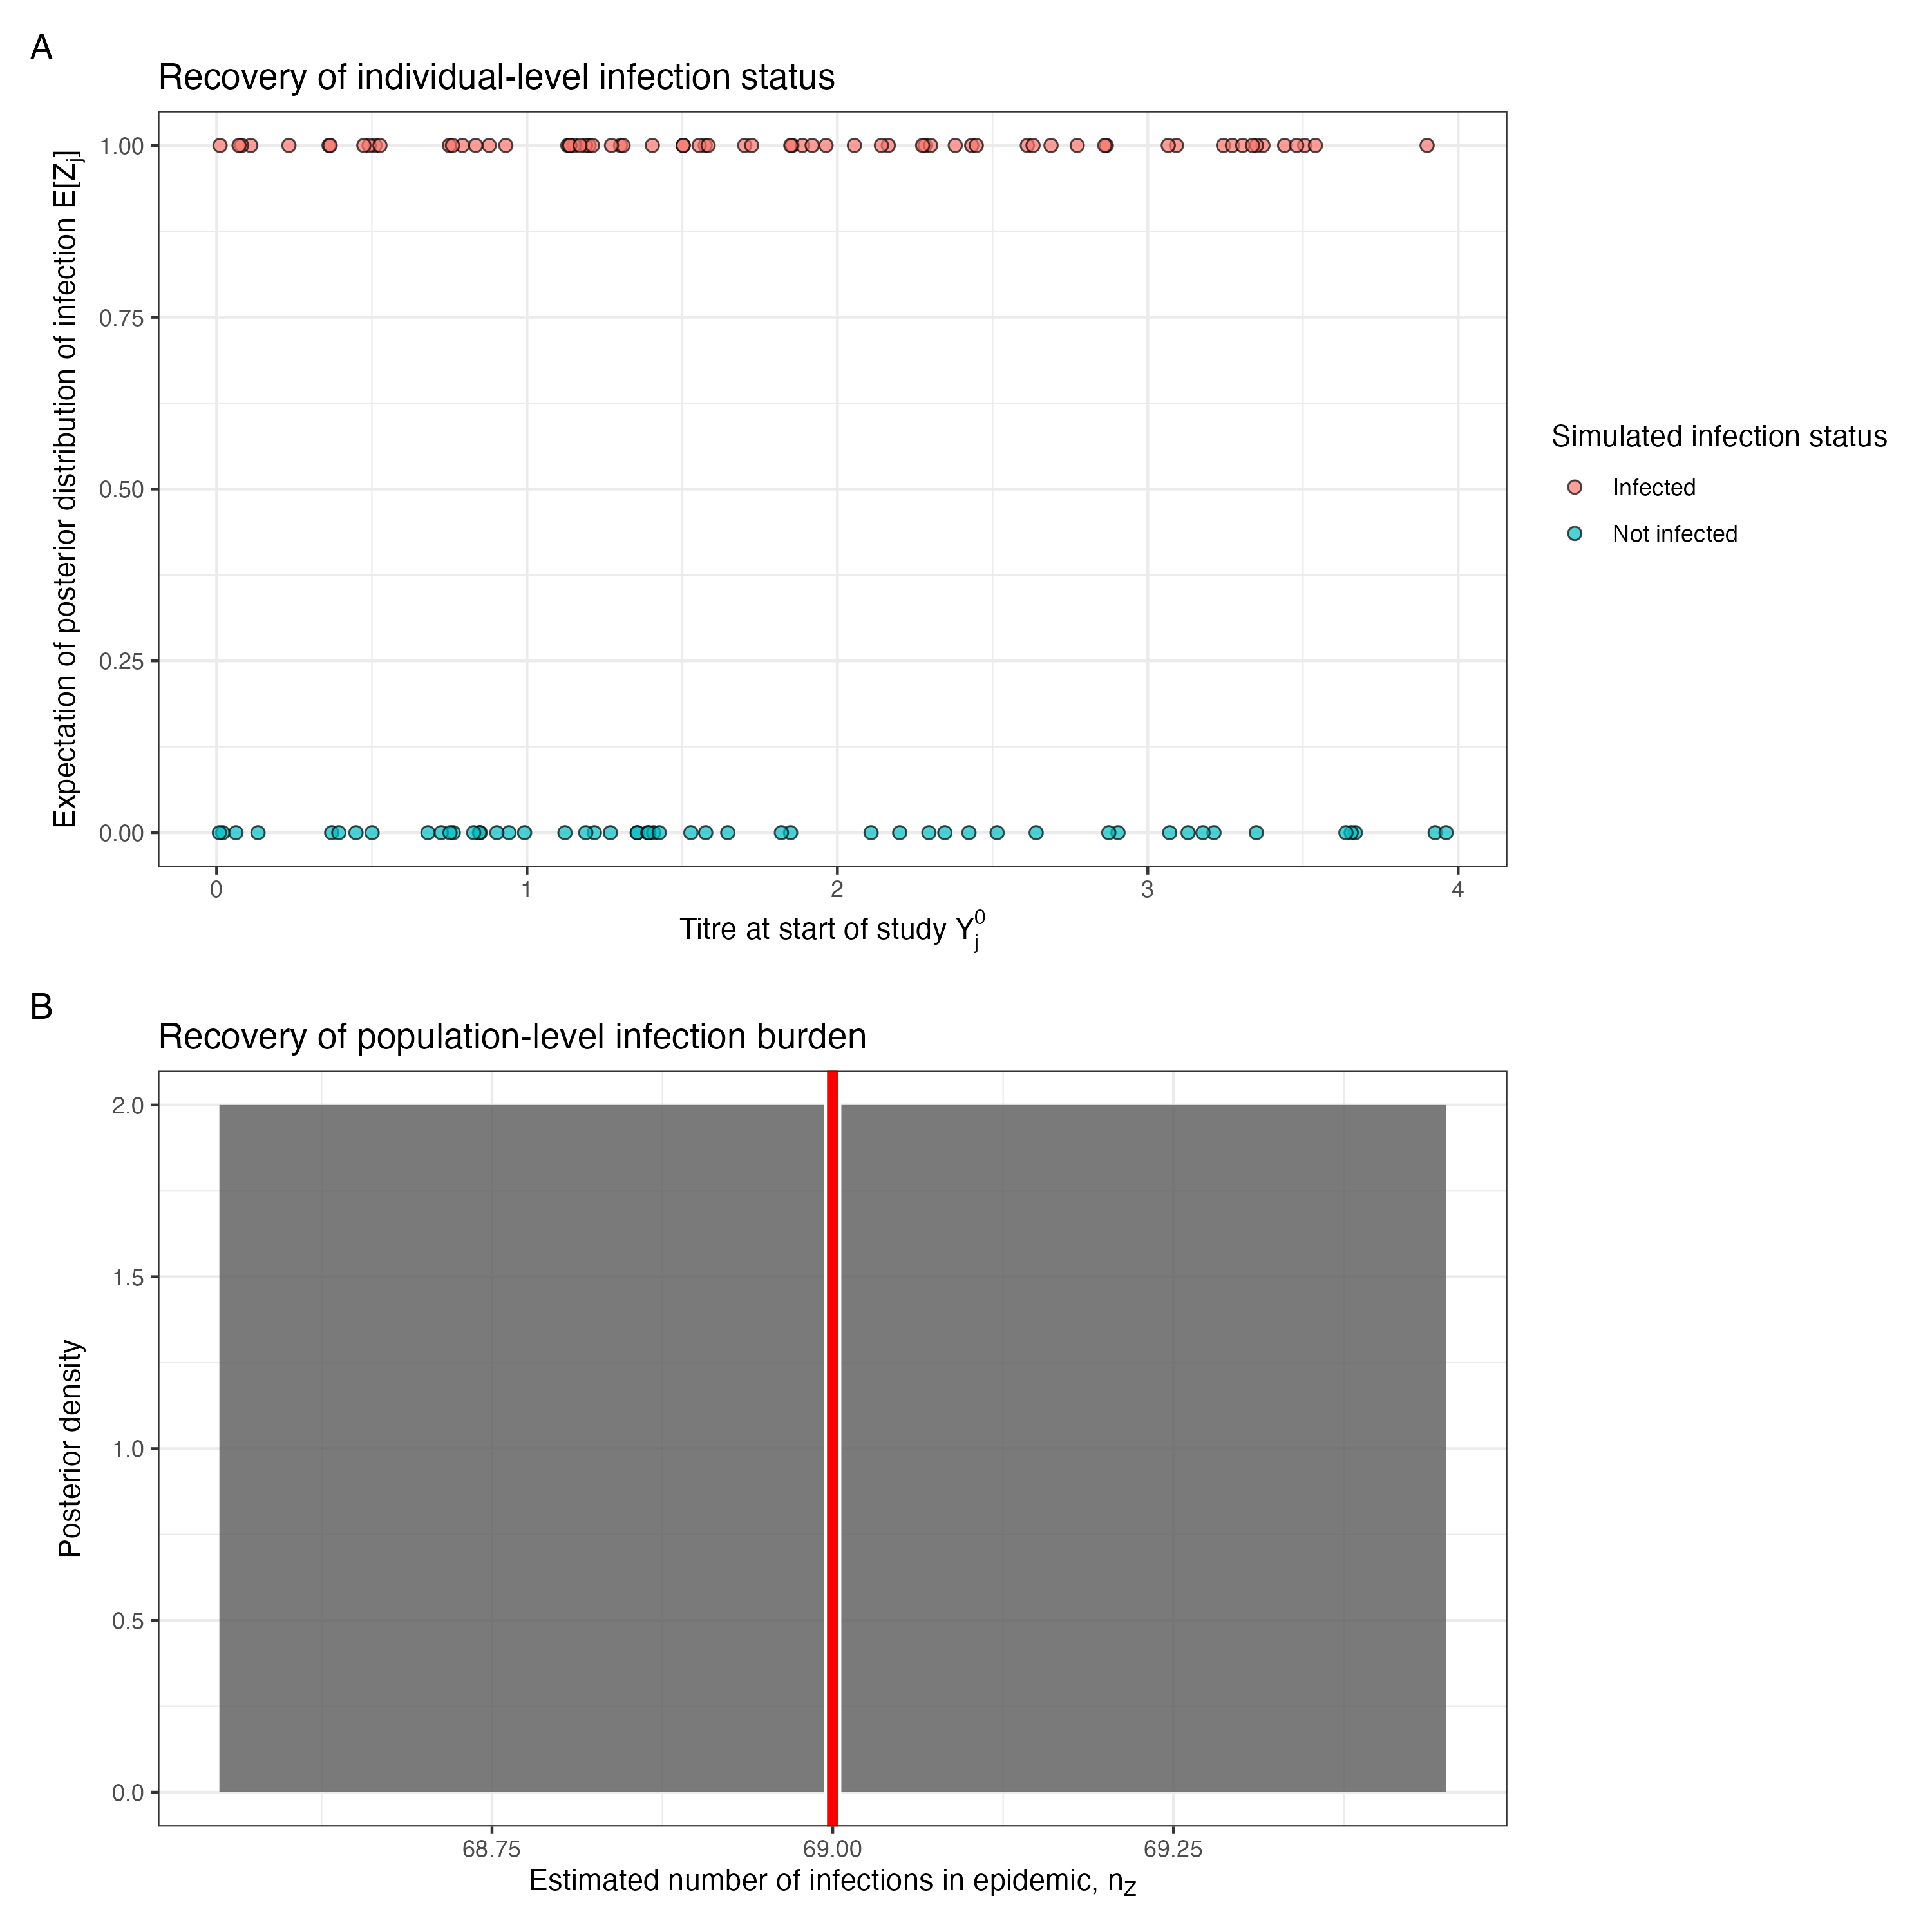 A
Recovery of individual-level infection status
Expectation of posterior distribution of infection E[Zj]
1.00
0.75
0.50
0.25
0.00
0 1 2 3 4
Titre at start of study Yj0
Simulated infection status
Infected
Not infected
B
Recovery of population-level infection burden
Posterior density
2.0
1.5
1.0
0.5
0.0
68.75 69.00 69.25
Estimated number of infections in epidemic, nZ